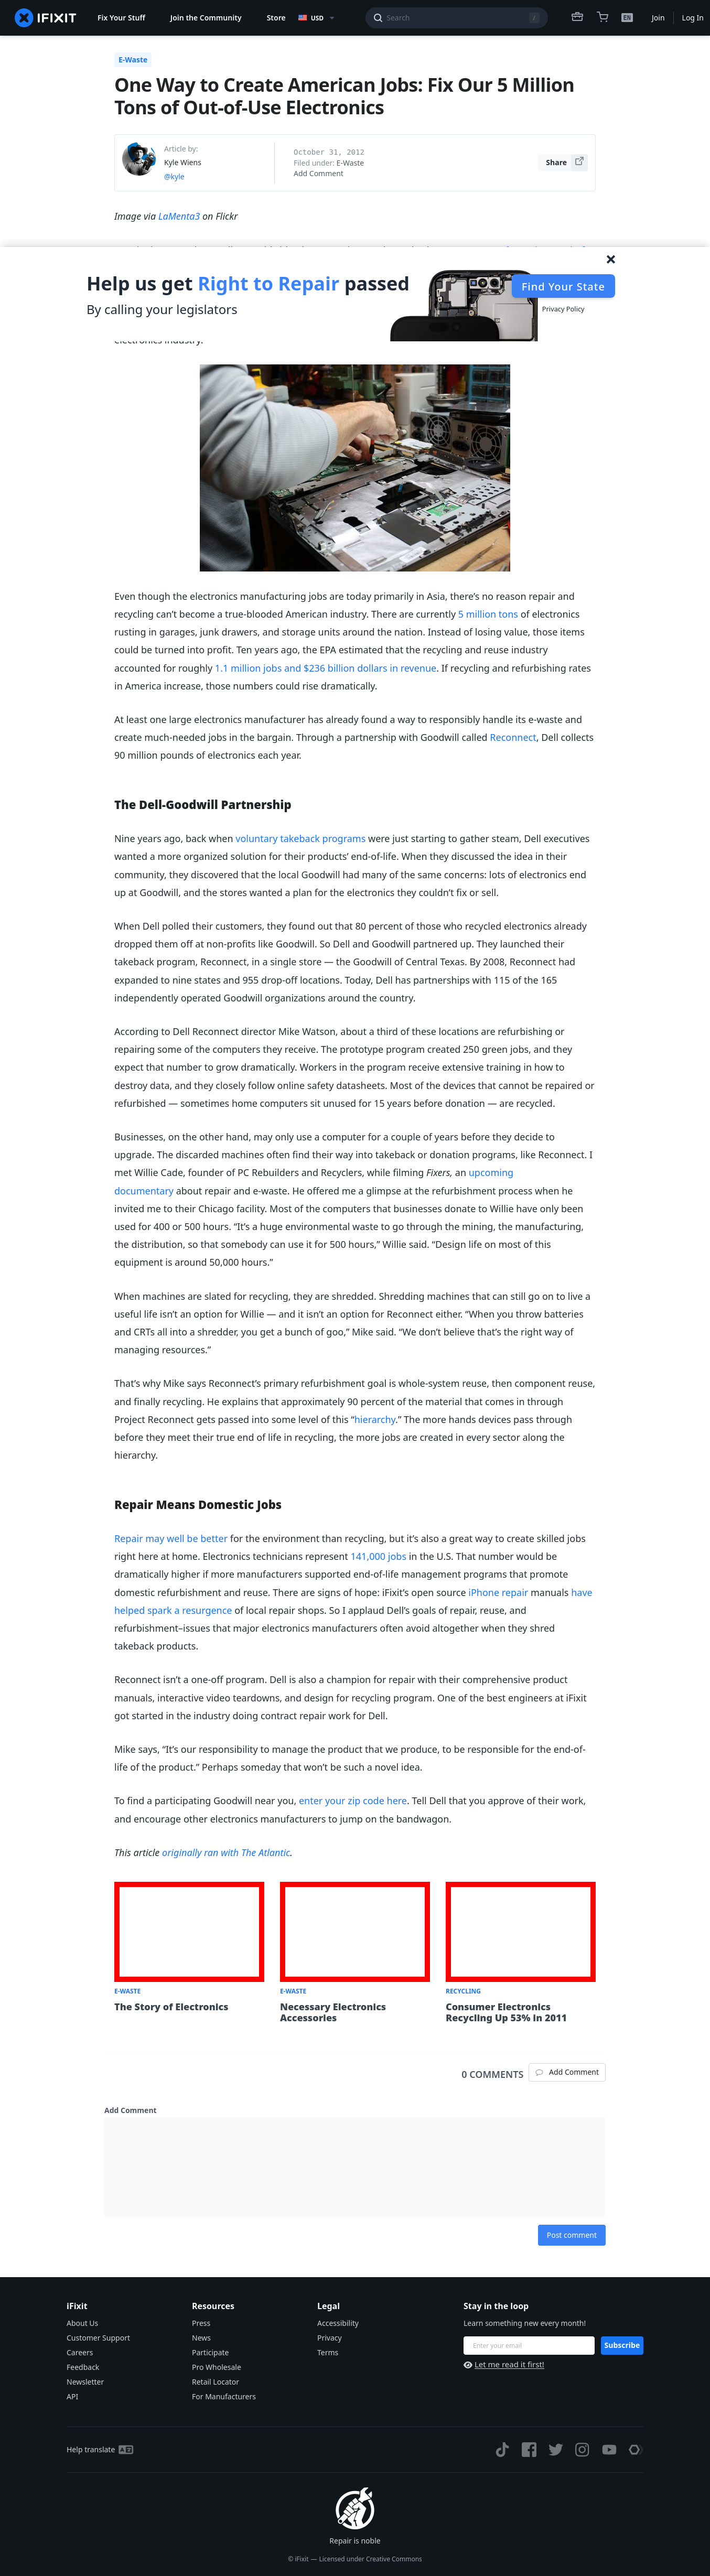 IFIXIT
Fix Your Stuff
Join the Community
Store
USD
Search
/
EN
Join
Log In
E-Waste
One Way to Create American Jobs: Fix Our 5 Million
Tons of Out-of-Use Electronics
Article by:
Kyle Wiens
@kyle
October 31, 2012
Filed under: E-Waste
Add Comment
Share
Image via LaMenta3 on Flickr
Help us get Right to Repair passed
By calling your legislators
Find Your State
Privacy Policy
electronics industry.
Even though the electronics manufacturing jobs are today primarily in Asia, there’s no reason repair and
recycling can’t become a true-blooded American industry. There are currently 5 million tons of electronics
rusting in garages, junk drawers, and storage units around the nation. Instead of losing value, those items
could be turned into profit. Ten years ago, the EPA estimated that the recycling and reuse industry
accounted for roughly 1.1 million jobs and $236 billion dollars in revenue. If recycling and refurbishing rates
in America increase, those numbers could rise dramatically.
At least one large electronics manufacturer has already found a way to responsibly handle its e-waste and
create much-needed jobs in the bargain. Through a partnership with Goodwill called Reconnect, Dell collects
90 million pounds of electronics each year.
The Dell-Goodwill Partnership
Nine years ago, back when voluntary takeback programs were just starting to gather steam, Dell executives
wanted a more organized solution for their products’ end-of-life. When they discussed the idea in their
community, they discovered that the local Goodwill had many of the same concerns: lots of electronics end
up at Goodwill, and the stores wanted a plan for the electronics they couldn’t fix or sell.
When Dell polled their customers, they found out that 80 percent of those who recycled electronics already
dropped them off at non-profits like Goodwill. So Dell and Goodwill partnered up. They launched their
takeback program, Reconnect, in a single store — the Goodwill of Central Texas. By 2008, Reconnect had
expanded to nine states and 955 drop-off locations. Today, Dell has partnerships with 115 of the 165
independently operated Goodwill organizations around the country.
According to Dell Reconnect director Mike Watson, about a third of these locations are refurbishing or
repairing some of the computers they receive. The prototype program created 250 green jobs, and they
expect that number to grow dramatically. Workers in the program receive extensive training in how to
destroy data, and they closely follow online safety datasheets. Most of the devices that cannot be repaired or
refurbished — sometimes home computers sit unused for 15 years before donation — are recycled.
Businesses, on the other hand, may only use a computer for a couple of years before they decide to
upgrade. The discarded machines often find their way into takeback or donation programs, like Reconnect. I
met Willie Cade, founder of PC Rebuilders and Recyclers, while filming Fixers, an upcoming
documentary about repair and e-waste. He offered me a glimpse at the refurbishment process when he
invited me to their Chicago facility. Most of the computers that businesses donate to Willie have only been
used for 400 or 500 hours. “It’s a huge environmental waste to go through the mining, the manufacturing,
the distribution, so that somebody can use it for 500 hours,” Willie said. “Design life on most of this
equipment is around 50,000 hours.”
When machines are slated for recycling, they are shredded. Shredding machines that can still go on to live a
useful life isn’t an option for Willie — and it isn’t an option for Reconnect either. “When you throw batteries
and CRTs all into a shredder, you get a bunch of goo,” Mike said. “We don’t believe that’s the right way of
managing resources.”
That’s why Mike says Reconnect’s primary refurbishment goal is whole-system reuse, then component reuse,
and finally recycling. He explains that approximately 90 percent of the material that comes in through
Project Reconnect gets passed into some level of this “hierarchy.” The more hands devices pass through
before they meet their true end of life in recycling, the more jobs are created in every sector along the
hierarchy.
Repair Means Domestic Jobs
Repair may well be better for the environment than recycling, but it’s also a great way to create skilled jobs
right here at home. Electronics technicians represent 141,000 jobs in the U.S. That number would be
dramatically higher if more manufacturers supported end-of-life management programs that promote
domestic refurbishment and reuse. There are signs of hope: iFixit’s open source iPhone repair manuals have
helped spark a resurgence of local repair shops. So I applaud Dell’s goals of repair, reuse, and
refurbishment–issues that major electronics manufacturers often avoid altogether when they shred
takeback products.
Reconnect isn’t a one-off program. Dell is also a champion for repair with their comprehensive product
manuals, interactive video teardowns, and design for recycling program. One of the best engineers at iFixit
got started in the industry doing contract repair work for Dell.
Mike says, “It’s our responsibility to manage the product that we produce, to be responsible for the end-of-
life of the product.” Perhaps someday that won’t be such a novel idea.
To find a participating Goodwill near you, enter your zip code here. Tell Dell that you approve of their work,
and encourage other electronics manufacturers to jump on the bandwagon.
This article originally ran with The Atlantic.
E-WASTE
The Story of Electronics
E-WASTE
Necessary Electronics
Accessories
RECYCLING
Consumer Electronics
Recycling Up 53% in 2011
0 COMMENTS
Add Comment
Add Comment
Post comment
iFixit
About Us
Customer Support
Careers
Feedback
Newsletter
API
Resources
Press
News
Participate
Pro Wholesale
Retail Locator
For Manufacturers
Legal
Accessibility
Privacy
Terms
Stay in the loop
Learn something new every month!
Enter your email
Subscribe
Let me read it first!
Help translate
Repair is noble
© iFixit — Licensed under Creative Commons